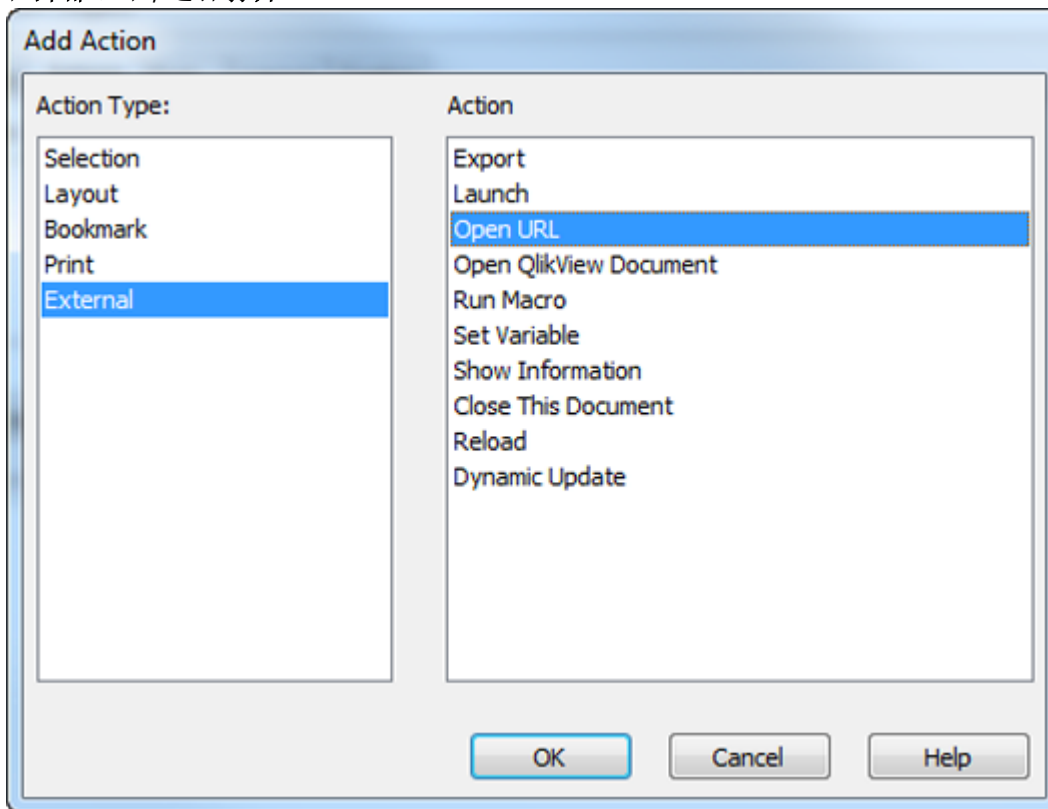 Add Action
Action Type:
Selection
Layout
Bookmark
Print
External
Action
Export
Launch
Open URL
Open QlikView Document
Run Macro
Set Variable
Show Information
Close This Document
Reload
Dynamic Update
OK
Cancel
Help